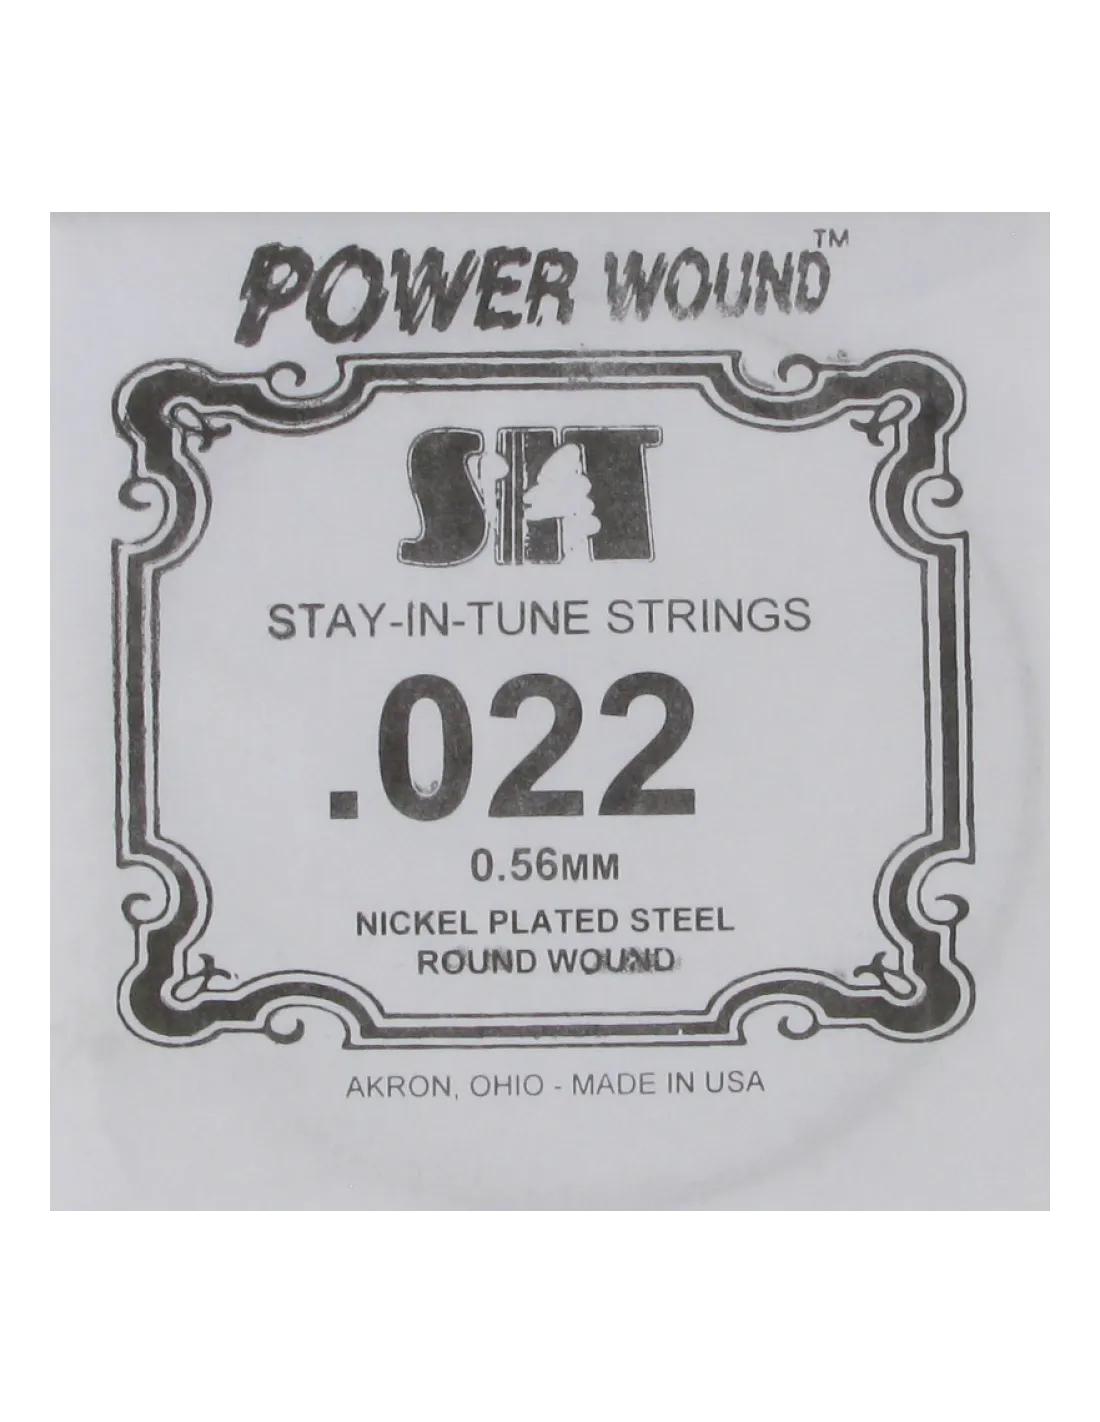 POWER WOUND™
SIT
STAY-IN-TUNE STRINGS
.022
0.56MM
NICKEL PLATED STEEL
ROUND WOUND
AKRON, OHIO - MADE IN USA